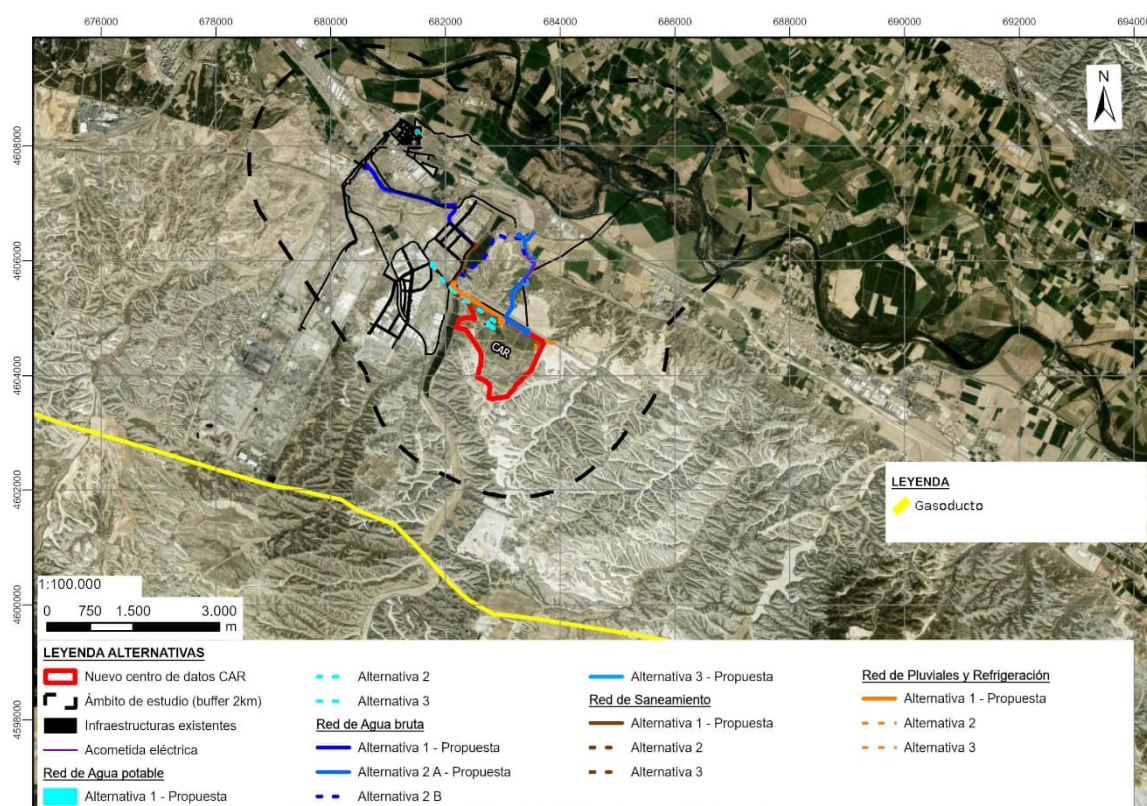 676000 678000 680000 682000 684000 686000 688000 690000 692000 694000
N
4608000
4606000
4604000
4602000
4600000
4598000
CAR
LEYENDA
Gasoducto
1:100.000
0 750 1.500 3.000
m
LEYENDA ALTERNATIVAS
Nuevo centro de datos CAR
Ámbito de estudio (buffer 2km)
Infraestructuras existentes
Acometida eléctrica
Red de Agua potable
Alternativa 1 - Propuesta
Alternativa 2
Alternativa 3
Red de Agua bruta
Alternativa 1 - Propuesta
Alternativa 2 A - Propuesta
Alternativa 2 B
Alternativa 3 - Propuesta
Red de Saneamiento
Alternativa 1 - Propuesta
Alternativa 2
Alternativa 3
Red de Pluviales y Refrigeración
Alternativa 1 - Propuesta
Alternativa 2
Alternativa 3